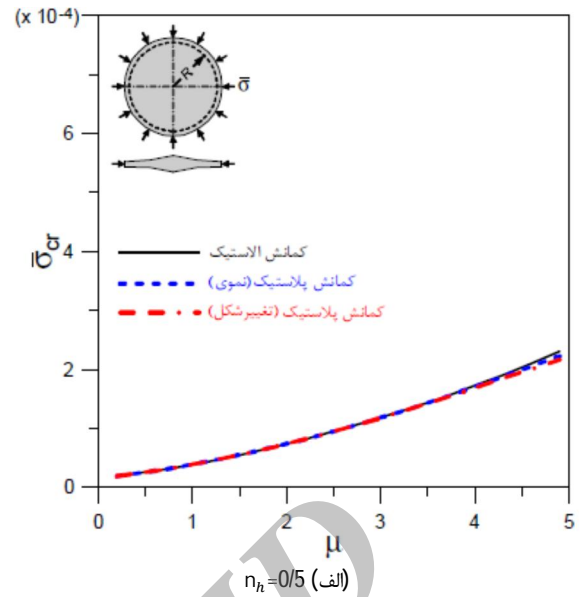 (x 10⁻⁴)
8
R
σ̅
6
4
σ̅cr
کمانش الاستیک
کمانش پلاستیک(نموی)
کمانش پلاستیک(تغییرشکل)
2
0
0 1 2 3 4 5
μ
(الف) nₕ=0/5